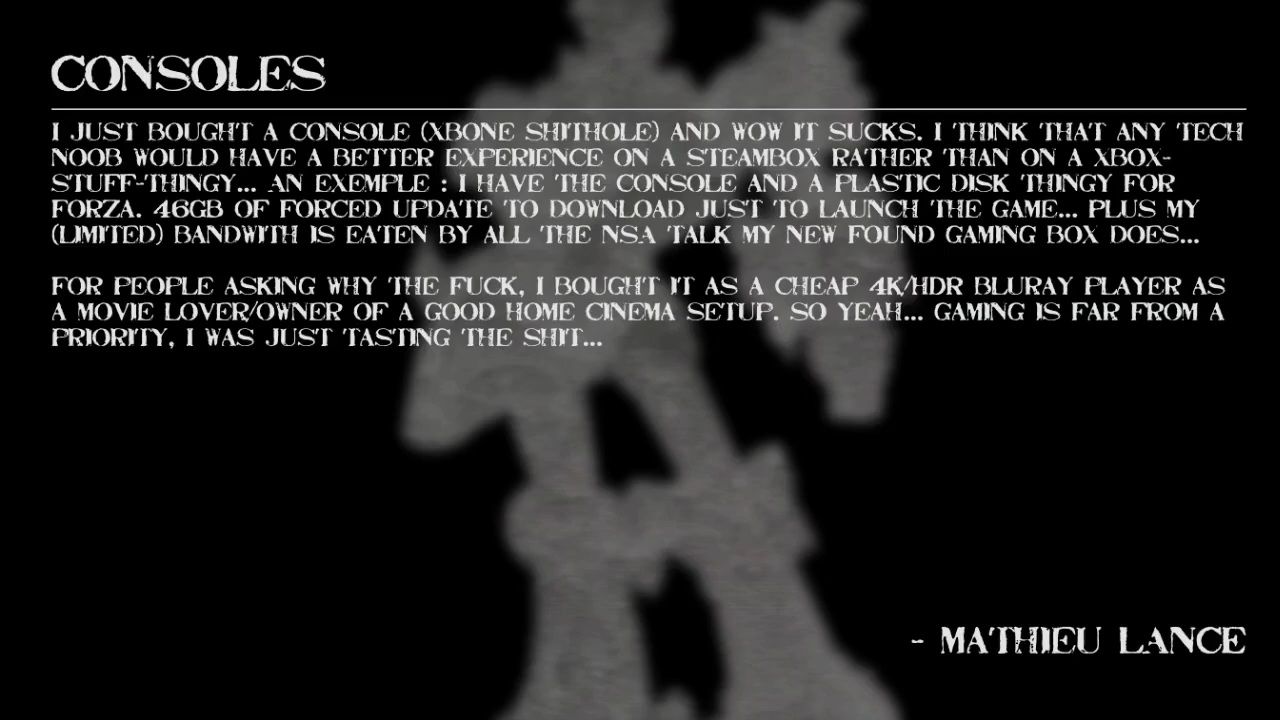 CONSOLES
I JUST BOUGHT A CONSOLE (XBONE SHITHOLE) AND WOW IT SUCKS. I THINK THAT ANY TECH
NOOB WOULD HAVE A BETTER EXPERIENCE ON A STEAMBOX RATHER THAN ON A XBOX-
STUFF-THINGY... AN EXEMPLE : I HAVE THE CONSOLE AND A PLASTIC DISK THINGY FOR
FORZA. 46GB OF FORCED UPDATE TO DOWNLOAD JUST TO LAUNCH THE GAME... PLUS MY
(LIMITED) BANDWITH IS EATEN BY ALL THE NSA TALK MY NEW FOUND GAMING BOX DOES...
FOR PEOPLE ASKING WHY THE FUCK, I BOUGHT IT AS A CHEAP 4K/HDR BLURAY PLAYER AS
A MOVIE LOVER/OWNER OF A GOOD HOME CINEMA SETUP. SO YEAH... GAMING IS FAR FROM A
PRIORITY, I WAS JUST TASTING THE SHIT...
- MATHIEU LANCE